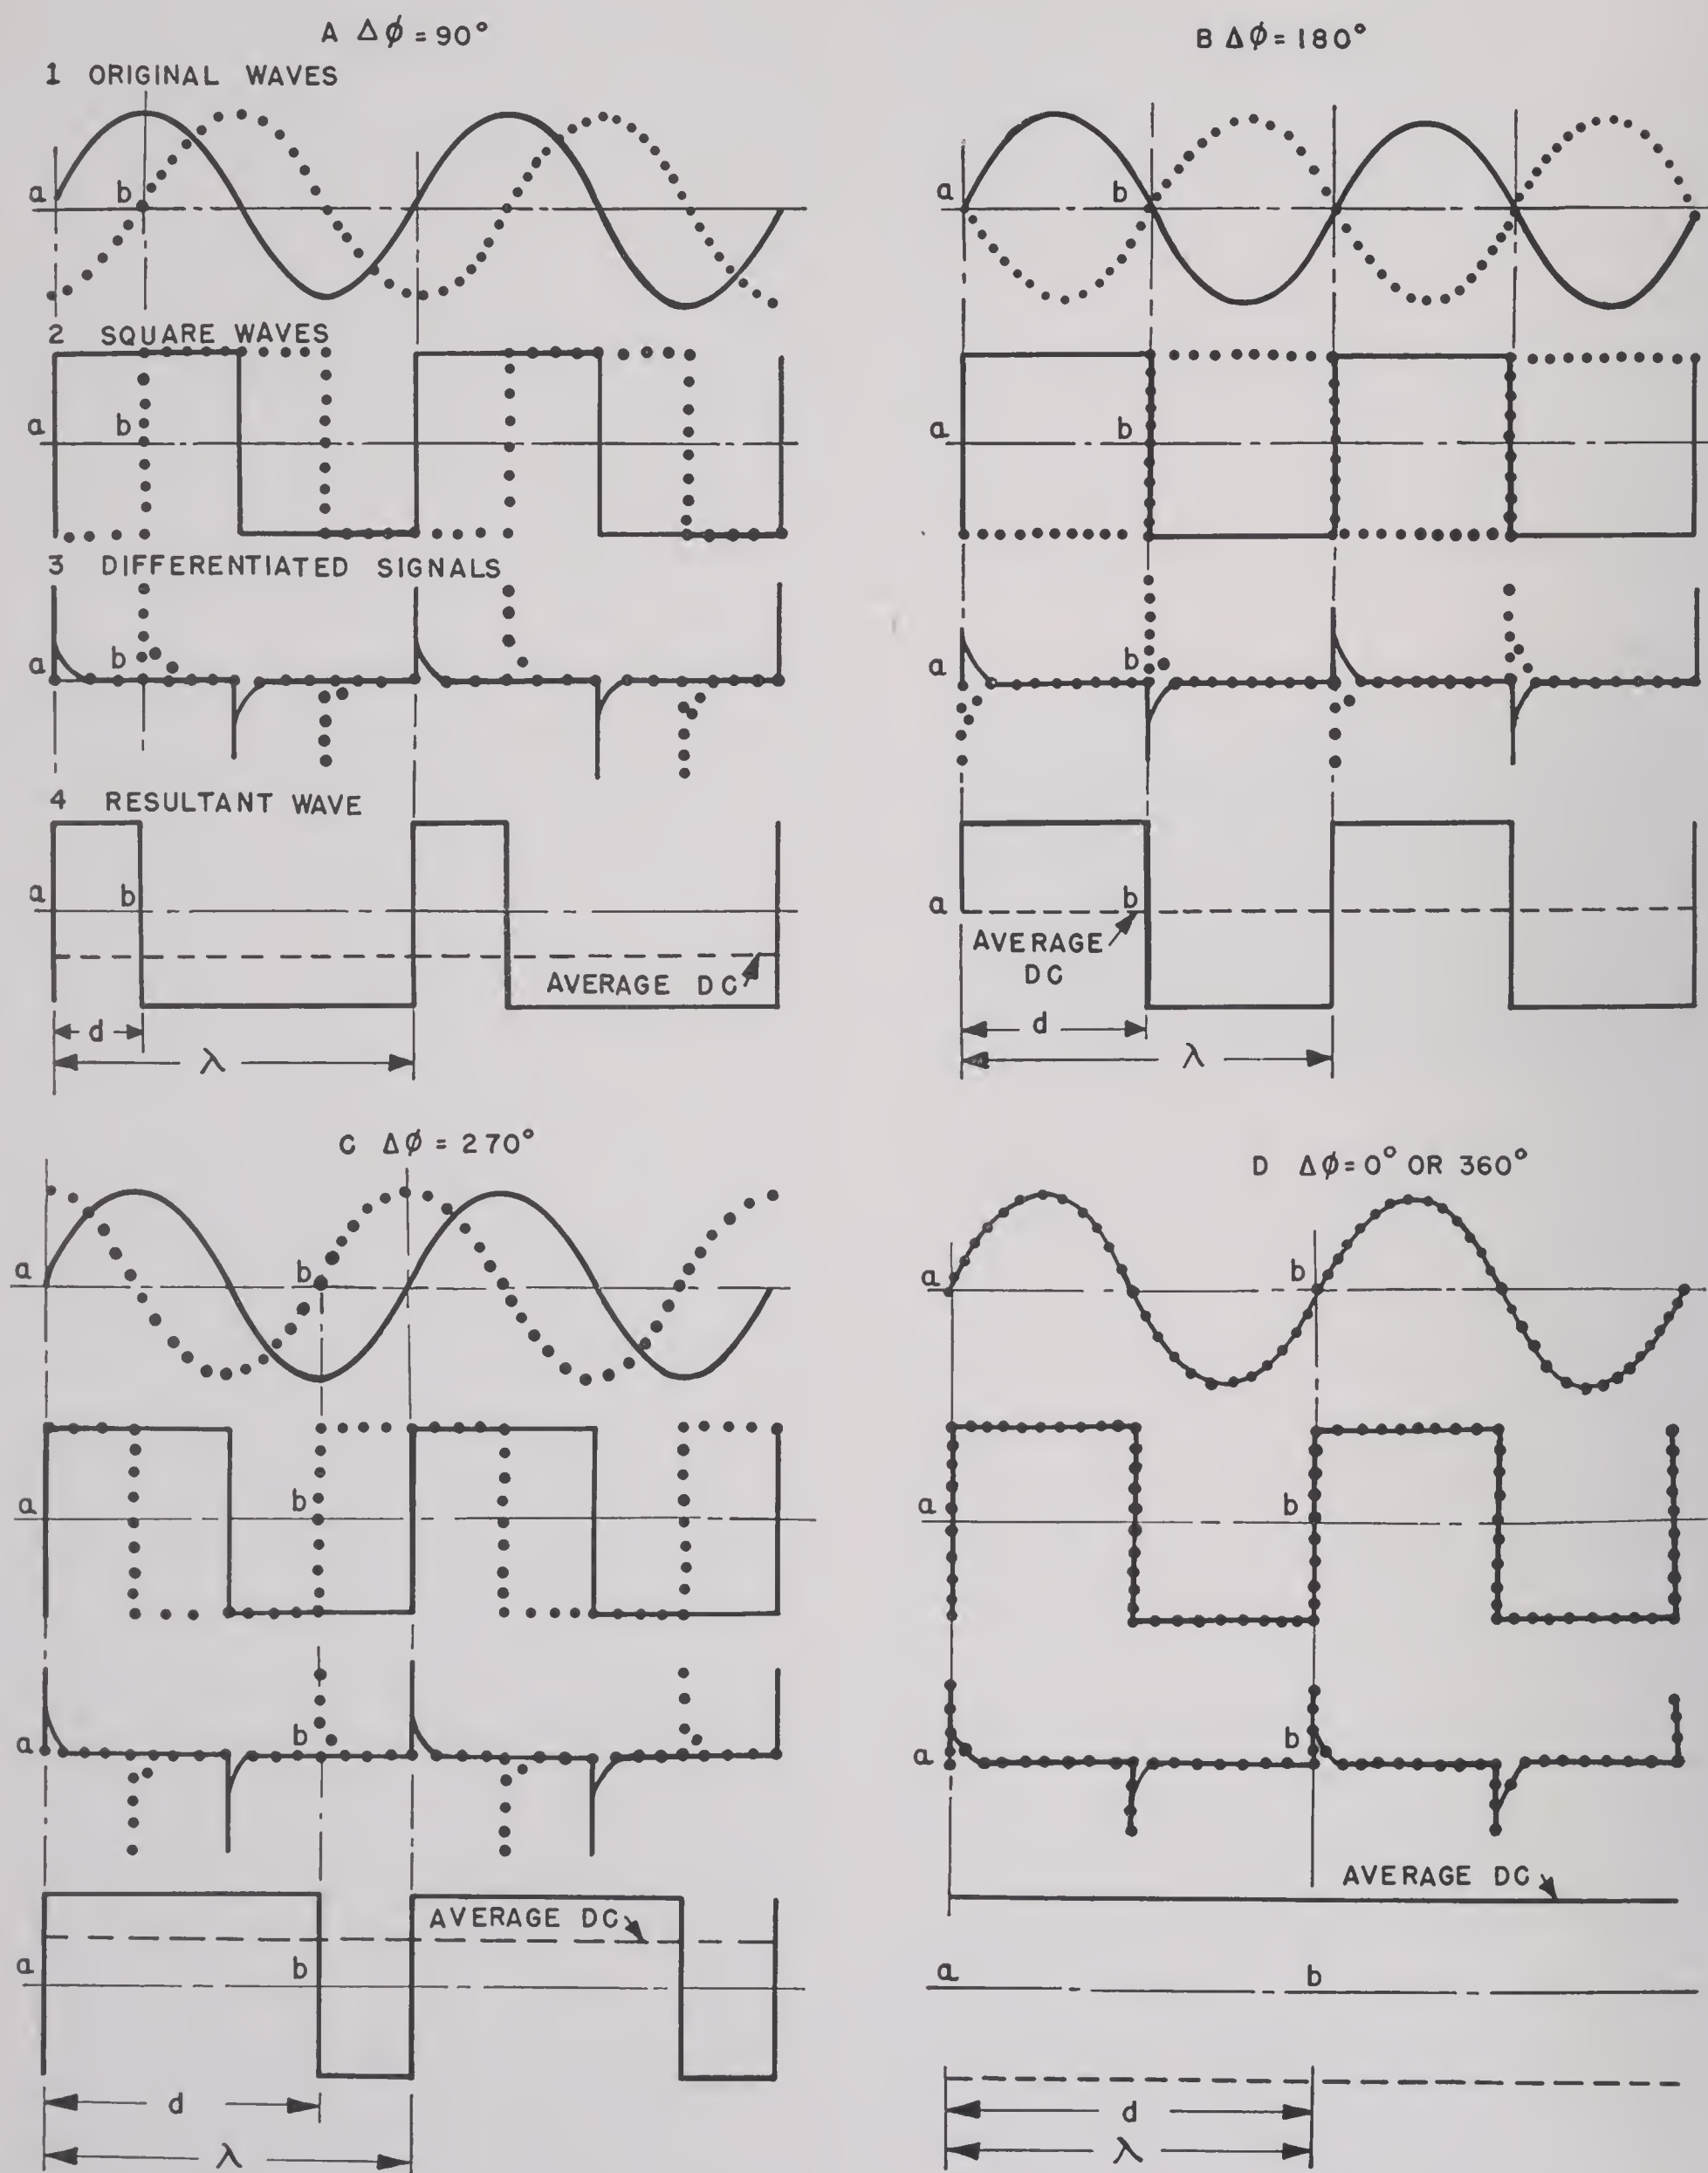 A Δϕ = 90°
1 ORIGINAL WAVES
a b
2 SQUARE WAVES
a b
3 DIFFERENTIATED SIGNALS
a b
4 RESULTANT WAVE
a b
AVERAGE DC
d
λ
B Δϕ = 180°
a b
a b
a b
a b
AVERAGE
DC
d
λ
C Δϕ = 270°
a b
a b
a b
AVERAGE DC
a b
d
λ
D Δϕ = 0° OR 360°
a b
a b
a b
AVERAGE DC
a b
d
λ